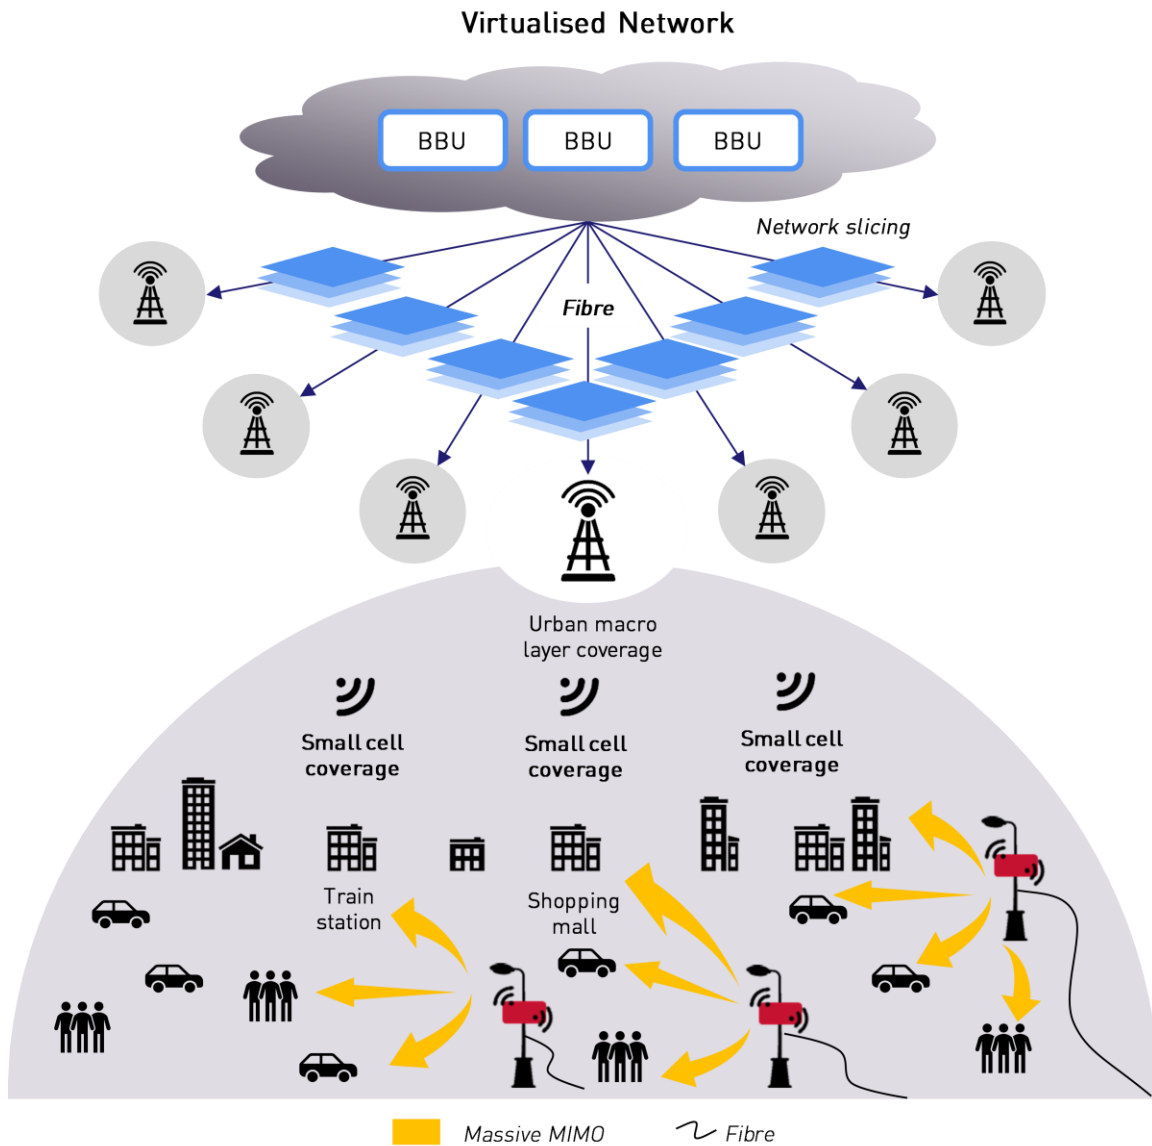 Virtualised Network
BBU
BBU
BBU
Network slicing
Fibre
Urban macro
layer coverage
Small cell
coverage
Small cell
coverage
Small cell
coverage
Train
station
Shopping
mall
Massive MIMO
Fibre